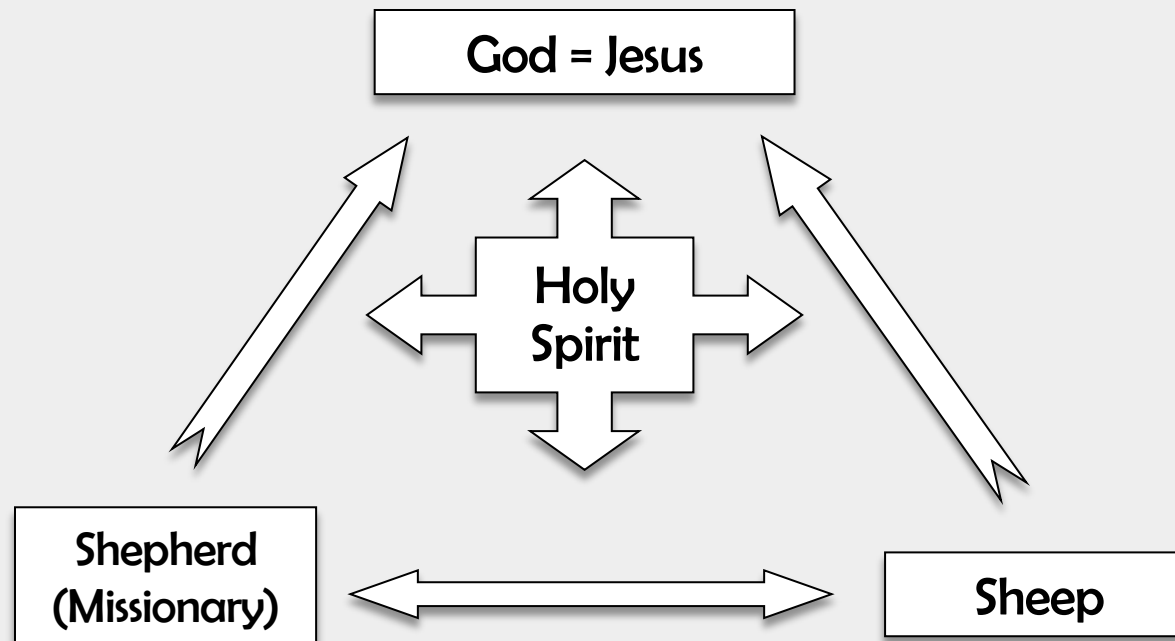 God = Jesus
Holy
Spirit
Shepherd
(Missionary)
Sheep